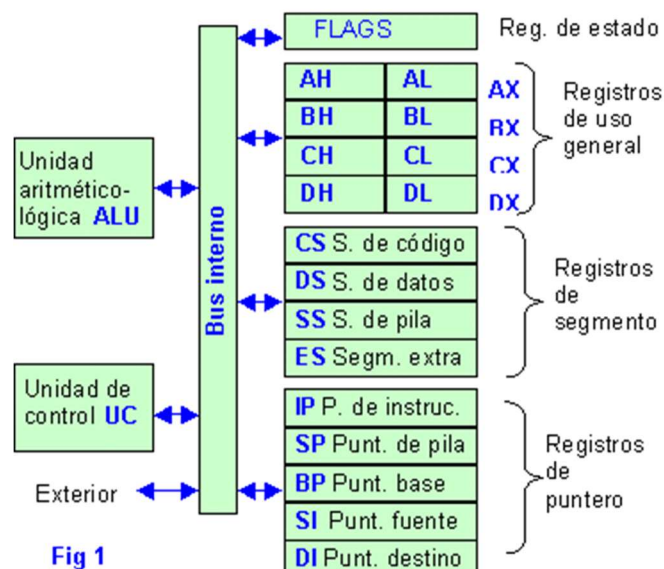 FLAGS
Reg. de estado
AH AL AX
BH BL BX
CH CL CX
DH DL DX
Registros
de uso
general
Unidad
aritmético-
lógica ALU
Bus interno
CS S. de código
DS S. de datos
SS S. de pila
ES Segm. extra
Registros
de
segmento
Unidad de
control UC
IP P. de instruc.
SP Punt. de pila
BP Punt. base
SI Punt. fuente
DI Punt. destino
Registros
de
puntero
Exterior
Fig 1